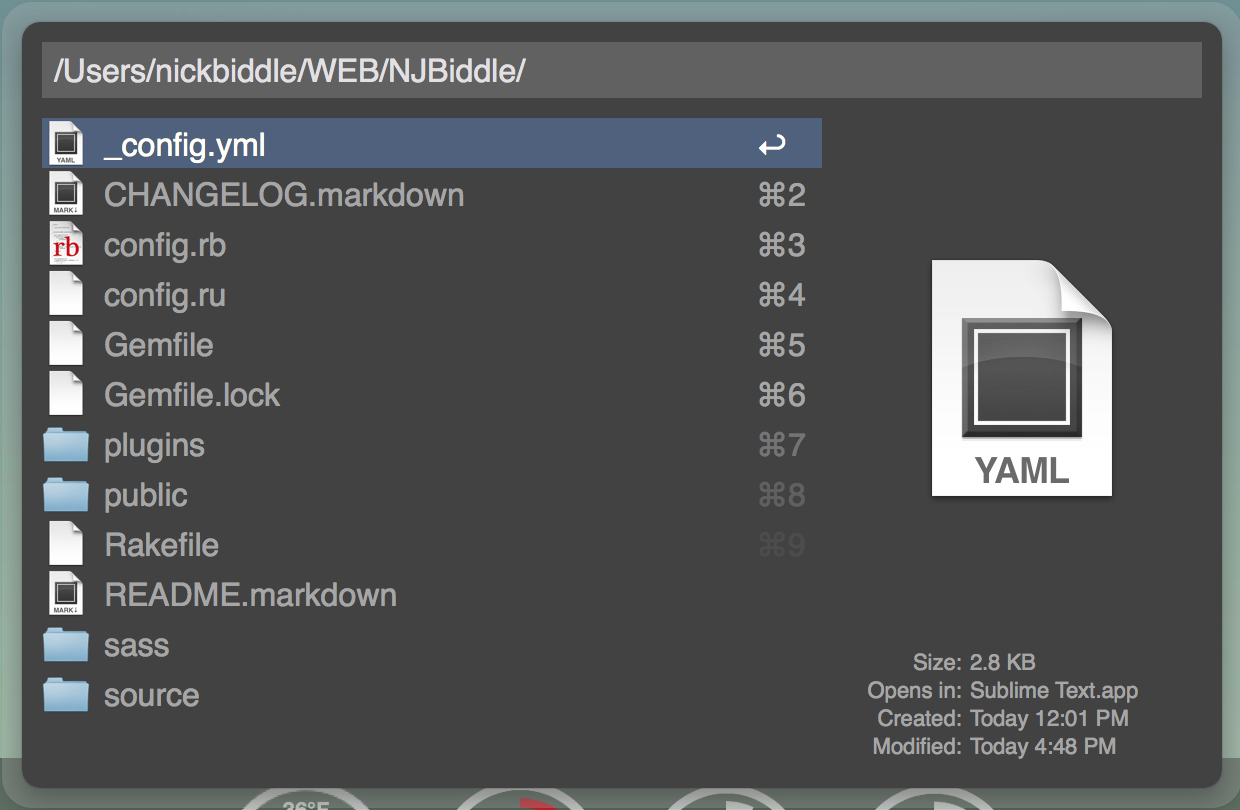 /Users/nickbiddle/WEB/NJBiddle/
YAML
_config.yml ↩
MARK↓
CHANGELOG.markdown ⌘2
rb
config.rb ⌘3
config.ru ⌘4
Gemfile ⌘5
Gemfile.lock ⌘6
plugins ⌘7
public ⌘8
Rakefile ⌘9
MARK↓
README.markdown
sass
source
YAML
Size: 2.8 KB
Opens in: Sublime Text.app
Created: Today 12:01 PM
Modified: Today 4:48 PM
36°F